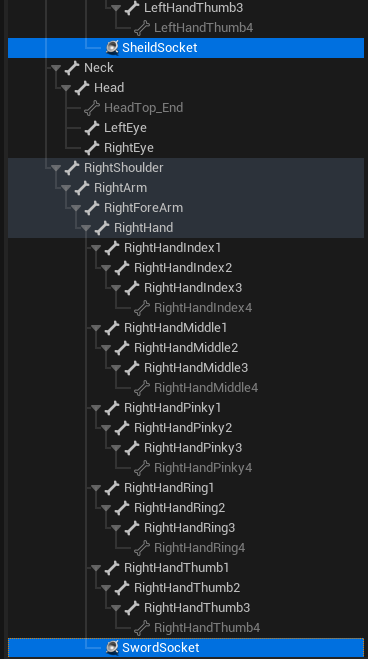 LeftHandThumb3
LeftHandThumb4
SheildSocket
Neck
Head
HeadTop_End
LeftEye
RightEye
RightShoulder
RightArm
RightForeArm
RightHand
RightHandIndex1
RightHandIndex2
RightHandIndex3
RightHandIndex4
RightHandMiddle1
RightHandMiddle2
RightHandMiddle3
RightHandMiddle4
RightHandPinky1
RightHandPinky2
RightHandPinky3
RightHandPinky4
RightHandRing1
RightHandRing2
RightHandRing3
RightHandRing4
RightHandThumb1
RightHandThumb2
RightHandThumb3
RightHandThumb4
SwordSocket